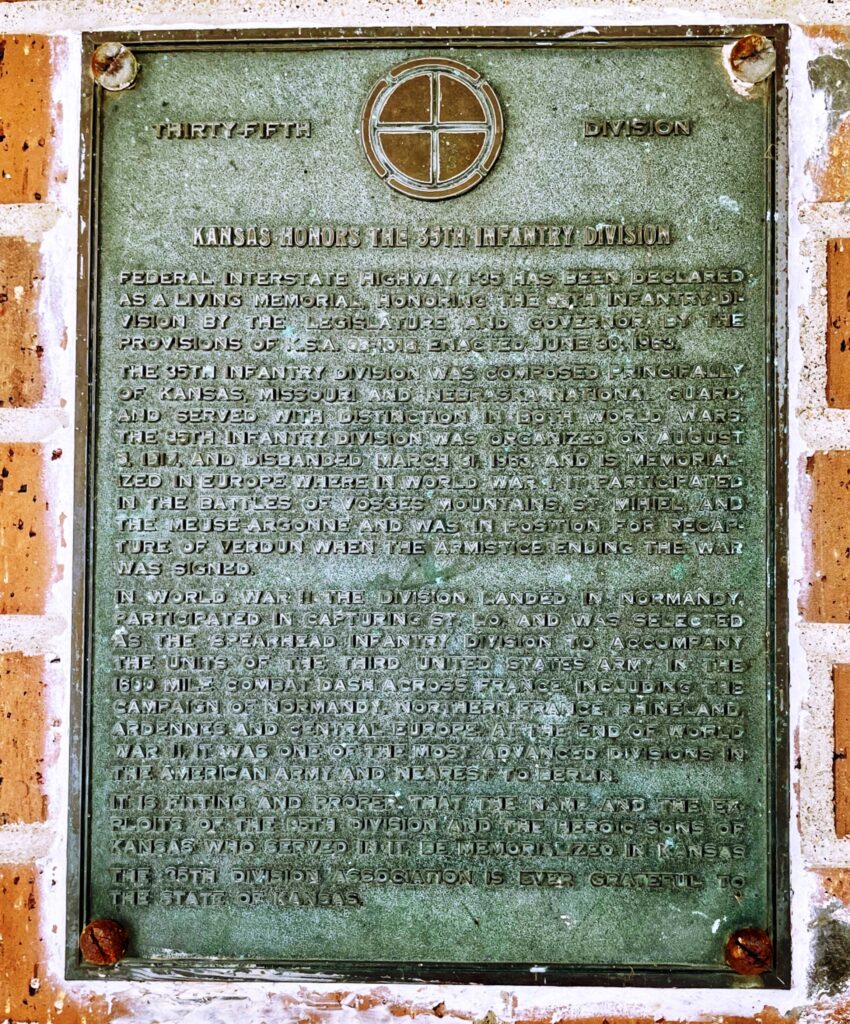 THIRTY-FIFTH DIVISION
KANSAS HONORS THE 35TH INFANTRY DIVISION
FEDERAL INTERSTATE HIGHWAY I-35 HAS BEEN DECLARED
AS A LIVING MEMORIAL, HONORING THE 35TH INFANTRY DI-
VISION BY THE LEGISLATURE AND GOVERNOR, BY THE
PROVISIONS OF K.S.A. ENACTED JUNE 30, 1963.
THE 35TH INFANTRY DIVISION WAS COMPOSED PRINCIPALLY
OF KANSAS, MISSOURI AND NEBRASKA NATIONAL GUARD,
AND SERVED WITH DISTINCTION IN BOTH WORLD WARS.
THE 35TH INFANTRY DIVISION WAS ORGANIZED ON AUGUST
5, 1917, AND DISBANDED MARCH 31, 1963, AND IS MEMORIAL-
IZED IN EUROPE WHERE IN WORLD WAR I, IT PARTICIPATED
IN THE BATTLES OF VOSGES MOUNTAINS, ST. MIHIEL, AND
THE MEUSE-ARGONNE AND WAS IN POSITION FOR RECAP-
TURE OF VERDUN WHEN THE ARMISTICE ENDING THE WAR
WAS SIGNED.
IN WORLD WAR II THE DIVISION LANDED IN NORMANDY,
PARTICIPATED IN CAPTURING ST. LO, AND WAS SELECTED
AS THE SPEARHEAD INFANTRY DIVISION TO ACCOMPANY
THE UNITS OF THE THIRD UNITED STATES ARMY IN THE
1600 MILE COMBAT DASH ACROSS FRANCE, INCLUDING THE
CAMPAIGN OF NORMANDY, NORTHERN FRANCE, RHINELAND,
ARDENNES AND CENTRAL EUROPE. AT THE END OF WORLD
WAR II, IT WAS ONE OF THE MOST ADVANCED DIVISIONS IN
THE AMERICAN ARMY AND NEAREST TO BERLIN.
IT IS FITTING AND PROPER THAT THE NAME AND THE EX-
PLOITS OF THE 35TH DIVISION AND THE HEROIC SONS OF
KANSAS WHO SERVED IN IT, BE MEMORIALIZED IN KANSAS
THE 35TH DIVISION ASSOCIATION IS EVER GRATEFUL TO
THE STATE OF KANSAS.